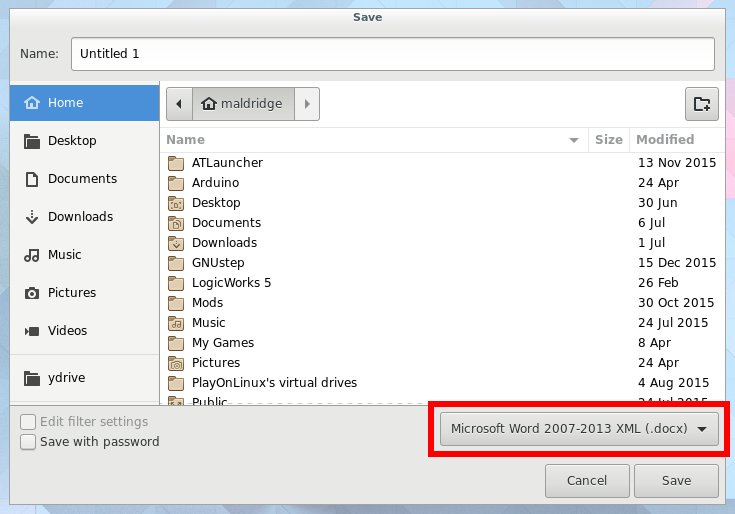 Save
Name: Untitled 1
Home
Desktop
Documents
Downloads
Music
Pictures
Videos
ydrive
maldridge
Name Size Modified
ATLauncher 13 Nov 2015
Arduino 24 Apr
Desktop 30 Jun
Documents 6 Jul
Downloads 1 Jul
GNUstep 15 Dec 2015
LogicWorks 5 26 Feb
Mods 30 Oct 2015
Music 24 Jul 2015
My Games 8 Apr
Pictures 24 Apr
PlayOnLinux's virtual drives 4 Aug 2015
Public 24 Jul 2015
Edit filter settings
Save with password
Microsoft Word 2007-2013 XML (.docx)
Cancel Save